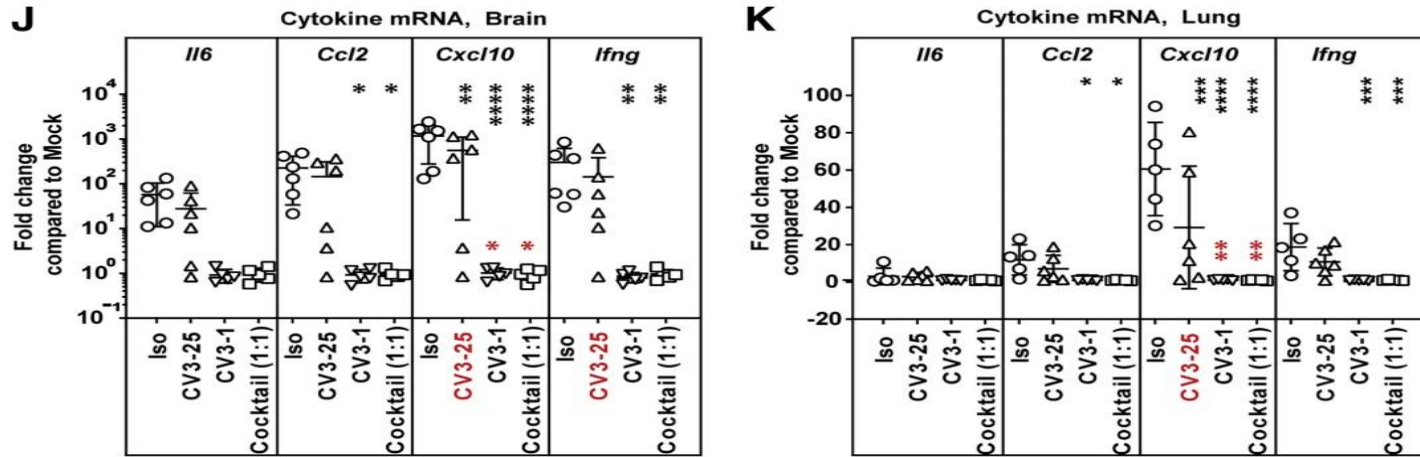 J
Cytokine mRNA, Brain
Il6
Ccl2
Cxcl10
Ifng
* * ** **** **** ** **
* *
Fold change
compared to Mock
10⁴
10³
10²
10¹
10⁰
10⁻¹
Iso
CV3-25
CV3-1
Cocktail (1:1)
Iso
CV3-25
CV3-1
Cocktail (1:1)
Iso
CV3-25
CV3-1
Cocktail (1:1)
Iso
CV3-25
CV3-1
Cocktail (1:1)
K
Cytokine mRNA, Lung
Il6
Ccl2
Cxcl10
Ifng
* * *** **** **** *** ***
** **
Fold change
compared to Mock
100
80
60
40
20
0
-20
Iso
CV3-25
CV3-1
Cocktail (1:1)
Iso
CV3-25
CV3-1
Cocktail (1:1)
Iso
CV3-25
CV3-1
Cocktail (1:1)
Iso
CV3-25
CV3-1
Cocktail (1:1)